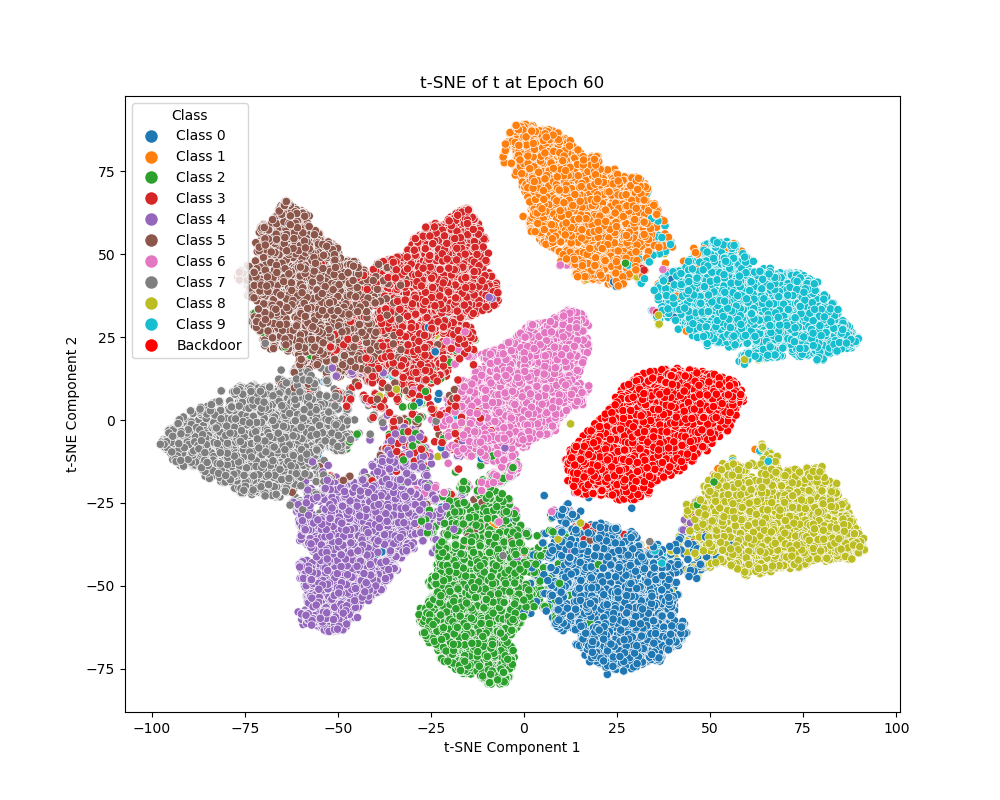 t-SNE of t at Epoch 60
Class
Class 0
Class 1
Class 2
Class 3
Class 4
Class 5
Class 6
Class 7
Class 8
Class 9
Backdoor
75
50
25
0
−25
−50
−75
t-SNE Component 2
−100 −75 −50 −25 0 25 50 75 100
t-SNE Component 1